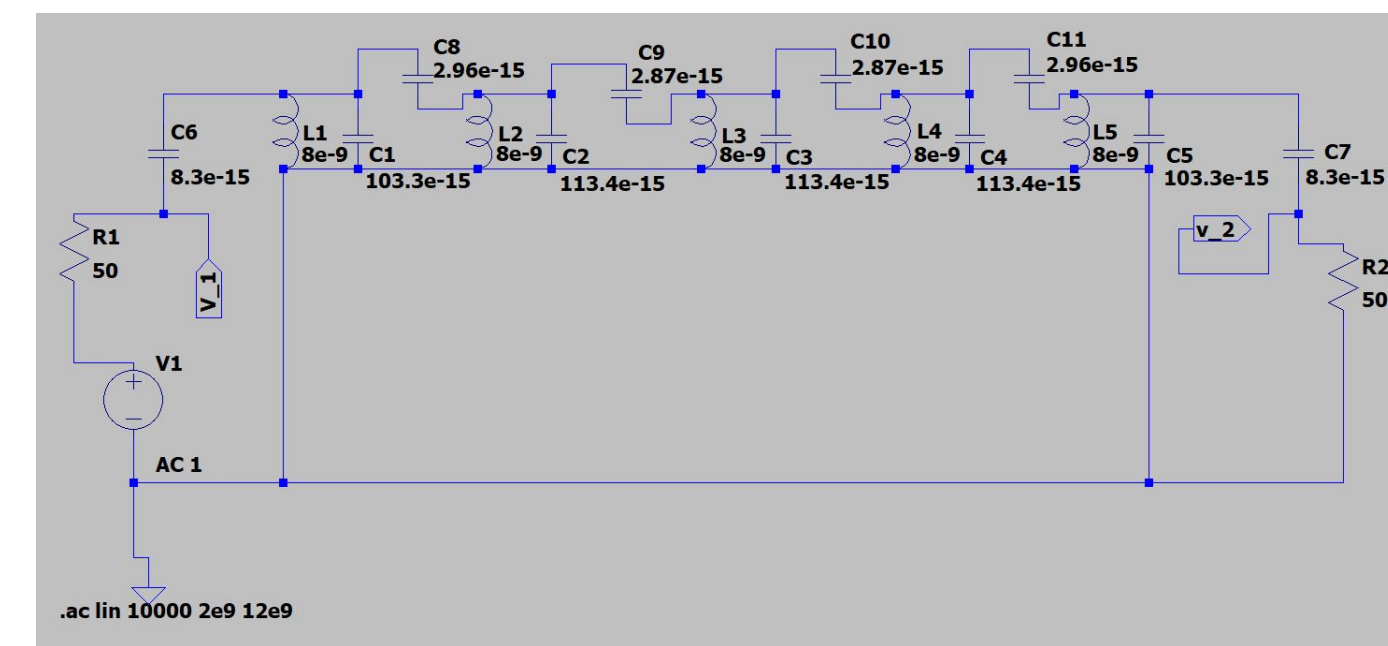 C8
2.96e-15
C9
2.87e-15
C10
2.87e-15
C11
2.96e-15
C6
8.3e-15
L1
8e-9
C1
103.3e-15
L2
8e-9
C2
113.4e-15
L3
8e-9
C3
113.4e-15
L4
8e-9
C4
113.4e-15
L5
8e-9
C5
103.3e-15
C7
8.3e-15
R1
50
V_1
v_2
R2
50
V1
AC 1
.ac lin 10000 2e9 12e9